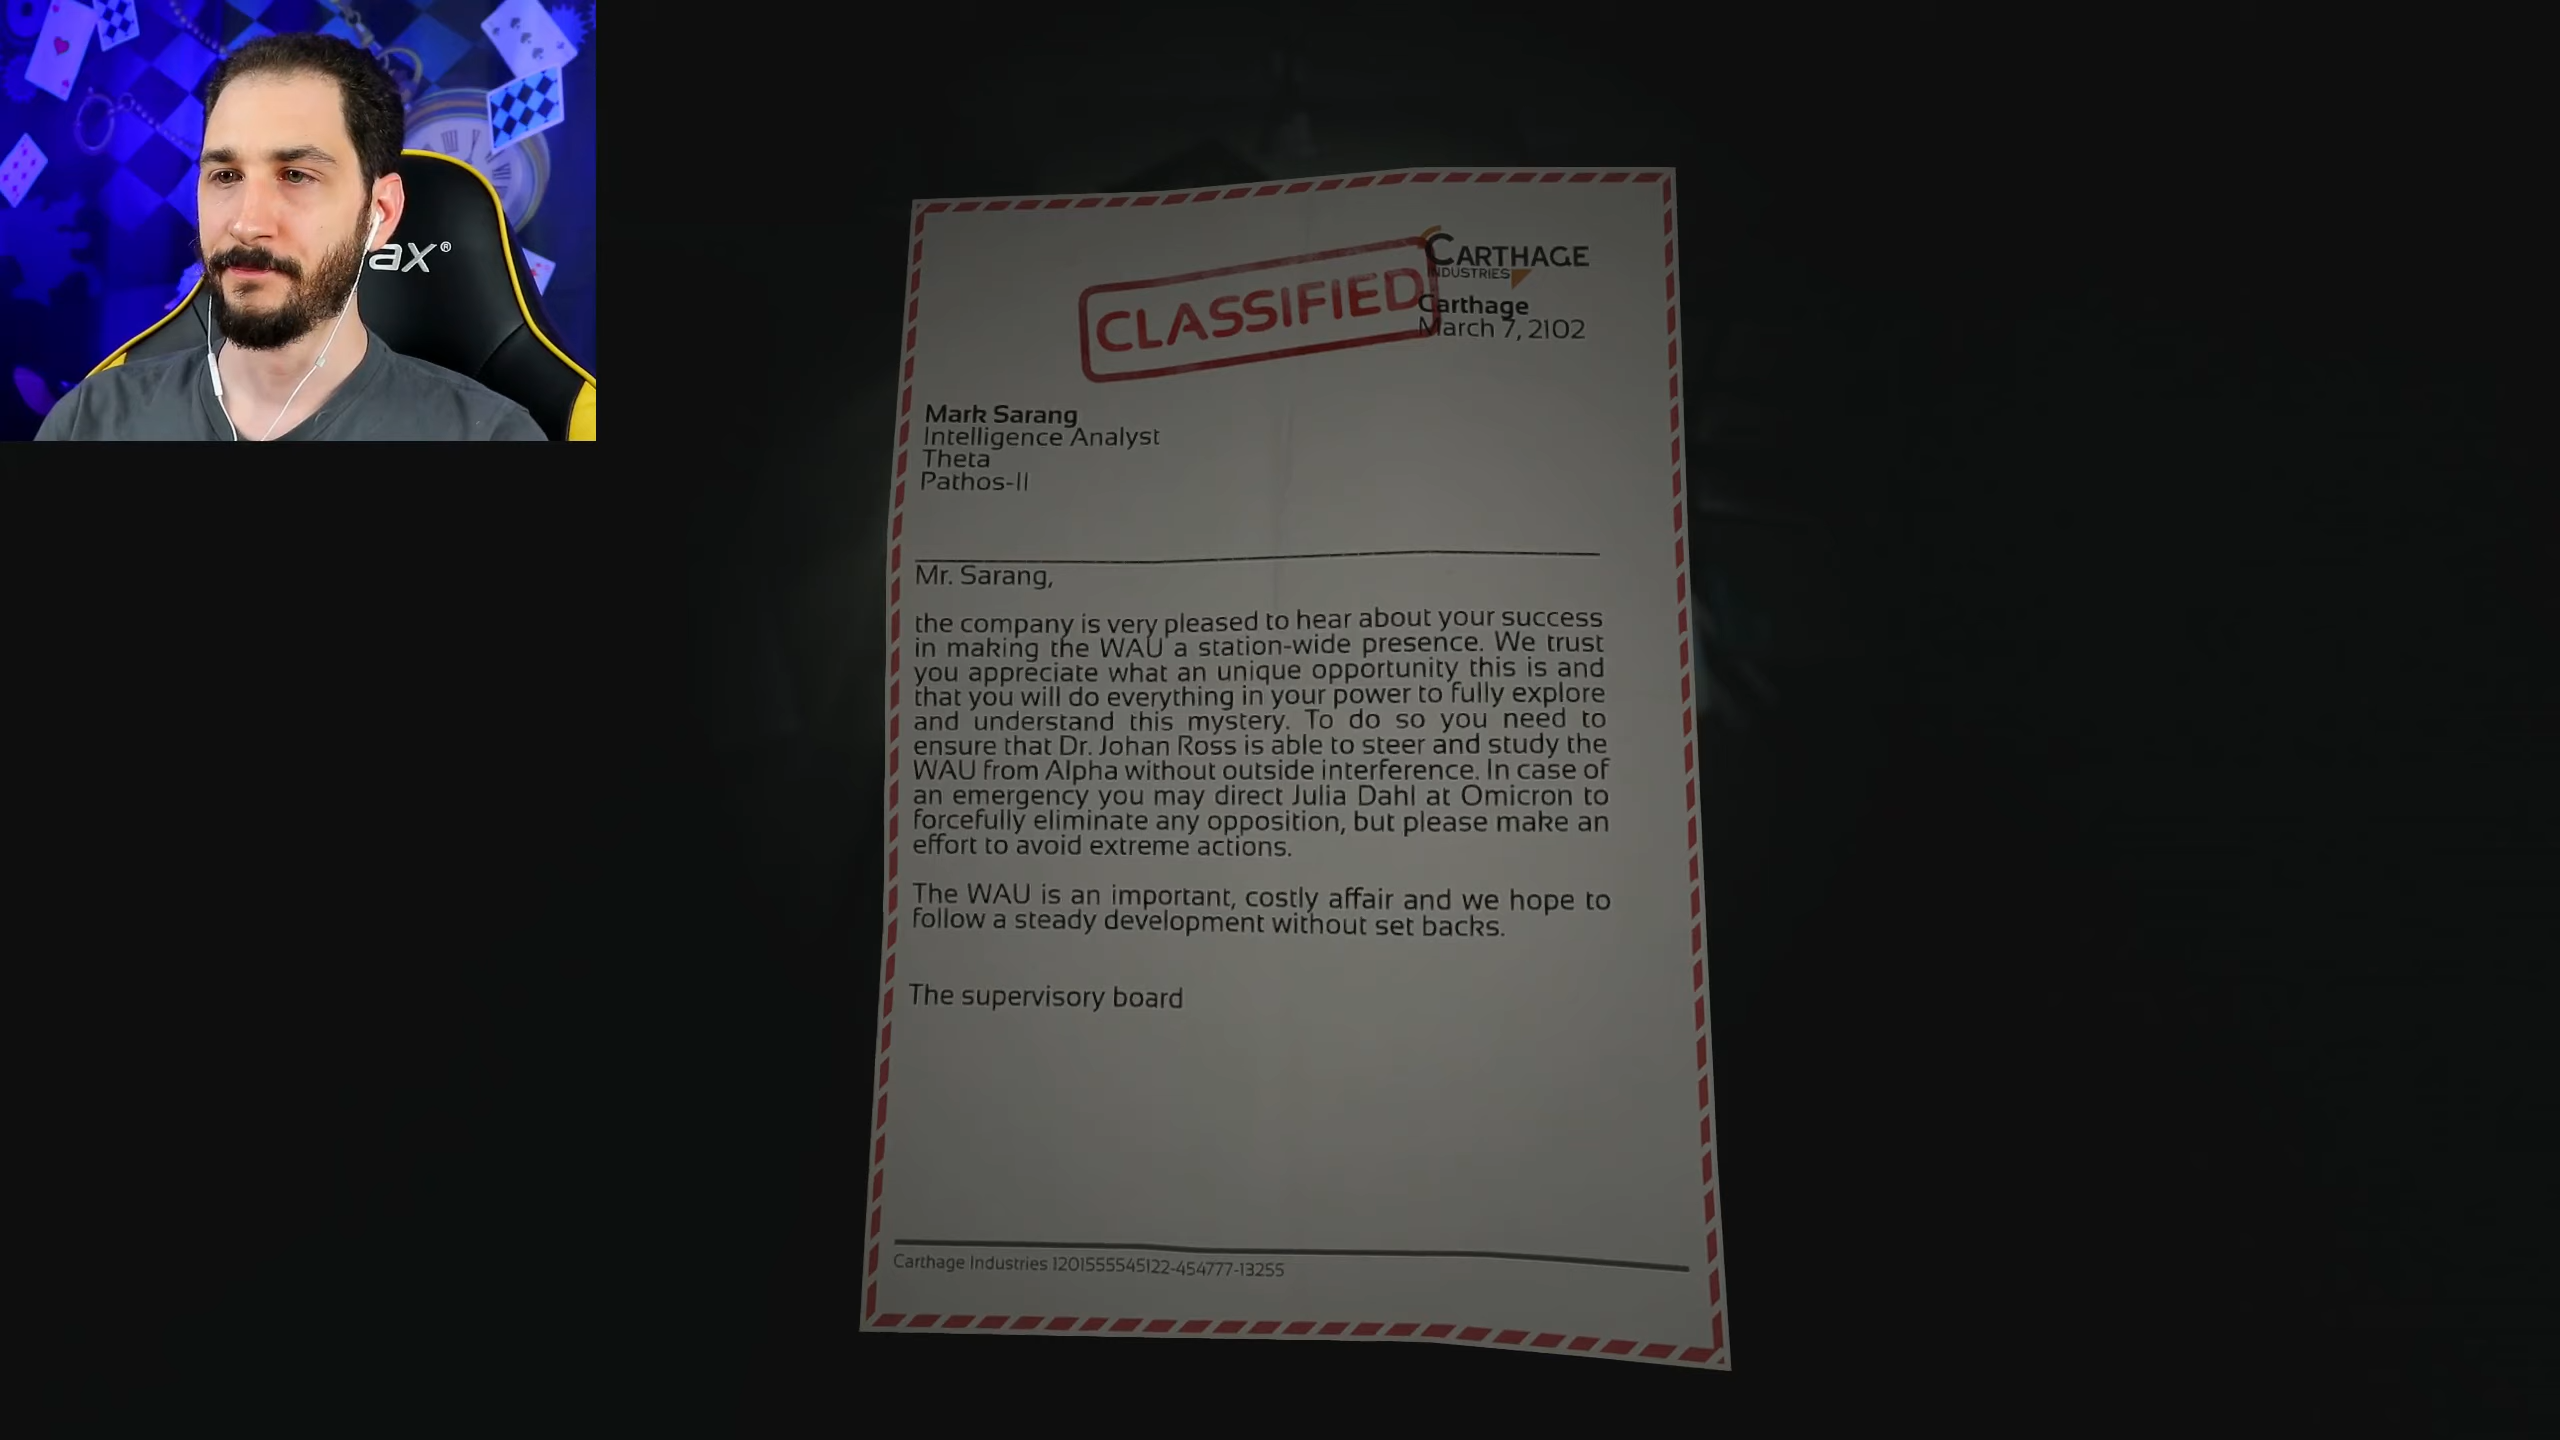 ax®
CARTHAGE
INDUSTRIES
CLASSIFIED
Carthage
March 7, 2102
Mark Sarang
Intelligence Analyst
Theta
Pathos-II
Mr. Sarang,
the company is very pleased to hear about your success
in making the WAU a station-wide presence. We trust
you appreciate what an unique opportunity this is and
that you will do everything in your power to fully explore
and understand this mystery. To do so you need to
ensure that Dr. Johan Ross is able to steer and study the
WAU from Alpha without outside interference. In case of
an emergency you may direct Julia Dahl at Omicron to
forcefully eliminate any opposition, but please make an
effort to avoid extreme actions.
The WAU is an important, costly affair and we hope to
follow a steady development without set backs.
The supervisory board
Carthage Industries 1201555545122-454777-13255